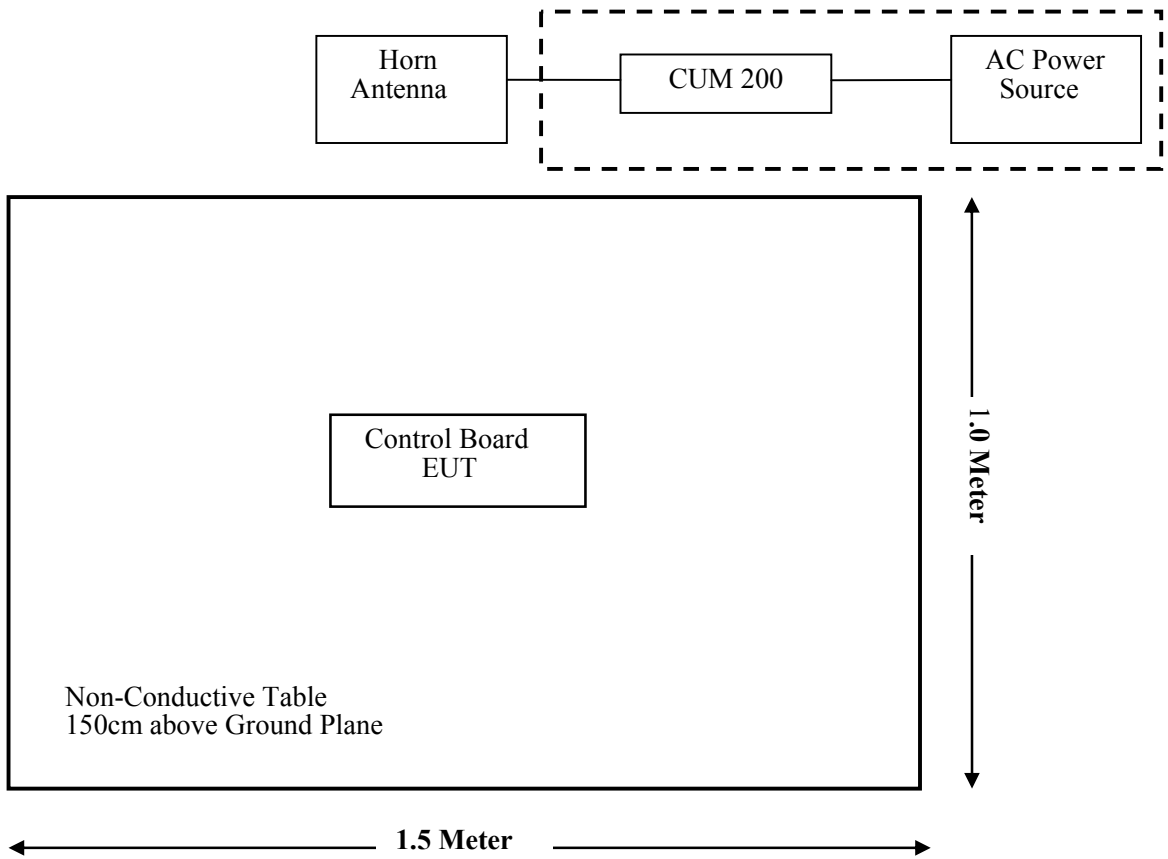 Horn
Antenna
CUM 200
AC Power
Source
Control Board
EUT
1.0 Meter
Non-Conductive Table
150cm above Ground Plane
1.5 Meter